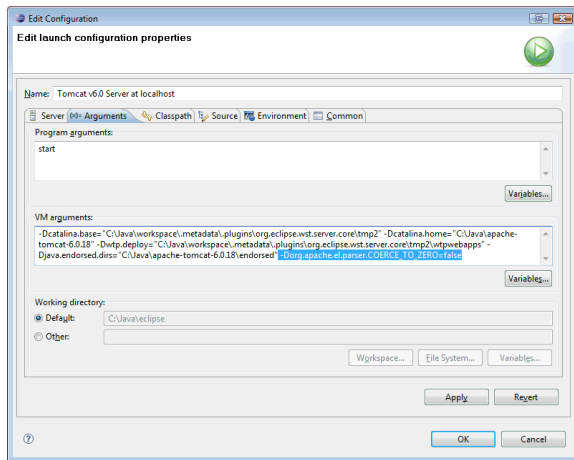 Edit Configuration
Edit launch configuration properties
Name: Tomcat v6.0 Server at localhost
Server (x)= Arguments Classpath Source Environment Common
Program arguments:
start
Variables...
VM arguments:
-Dcatalina.base="C:\Java\workspace\.metadata\.plugins\org.eclipse.wst.server.core\tmp2" -Dcatalina.home="C:\Java\apache-
tomcat-6.0.18" -Dwtp.deploy="C:\Java\workspace\.metadata\.plugins\org.eclipse.wst.server.core\tmp2\wtpwebapps" -
Djava.endorsed.dirs="C:\Java\apache-tomcat-6.0.18\endorsed" -Dorg.apache.el.parser.COERCE_TO_ZERO=false
Variables...
Working directory:
Default: C:\Java\eclipse
Other:
Workspace... File System... Variables...
Apply Revert
? OK Cancel